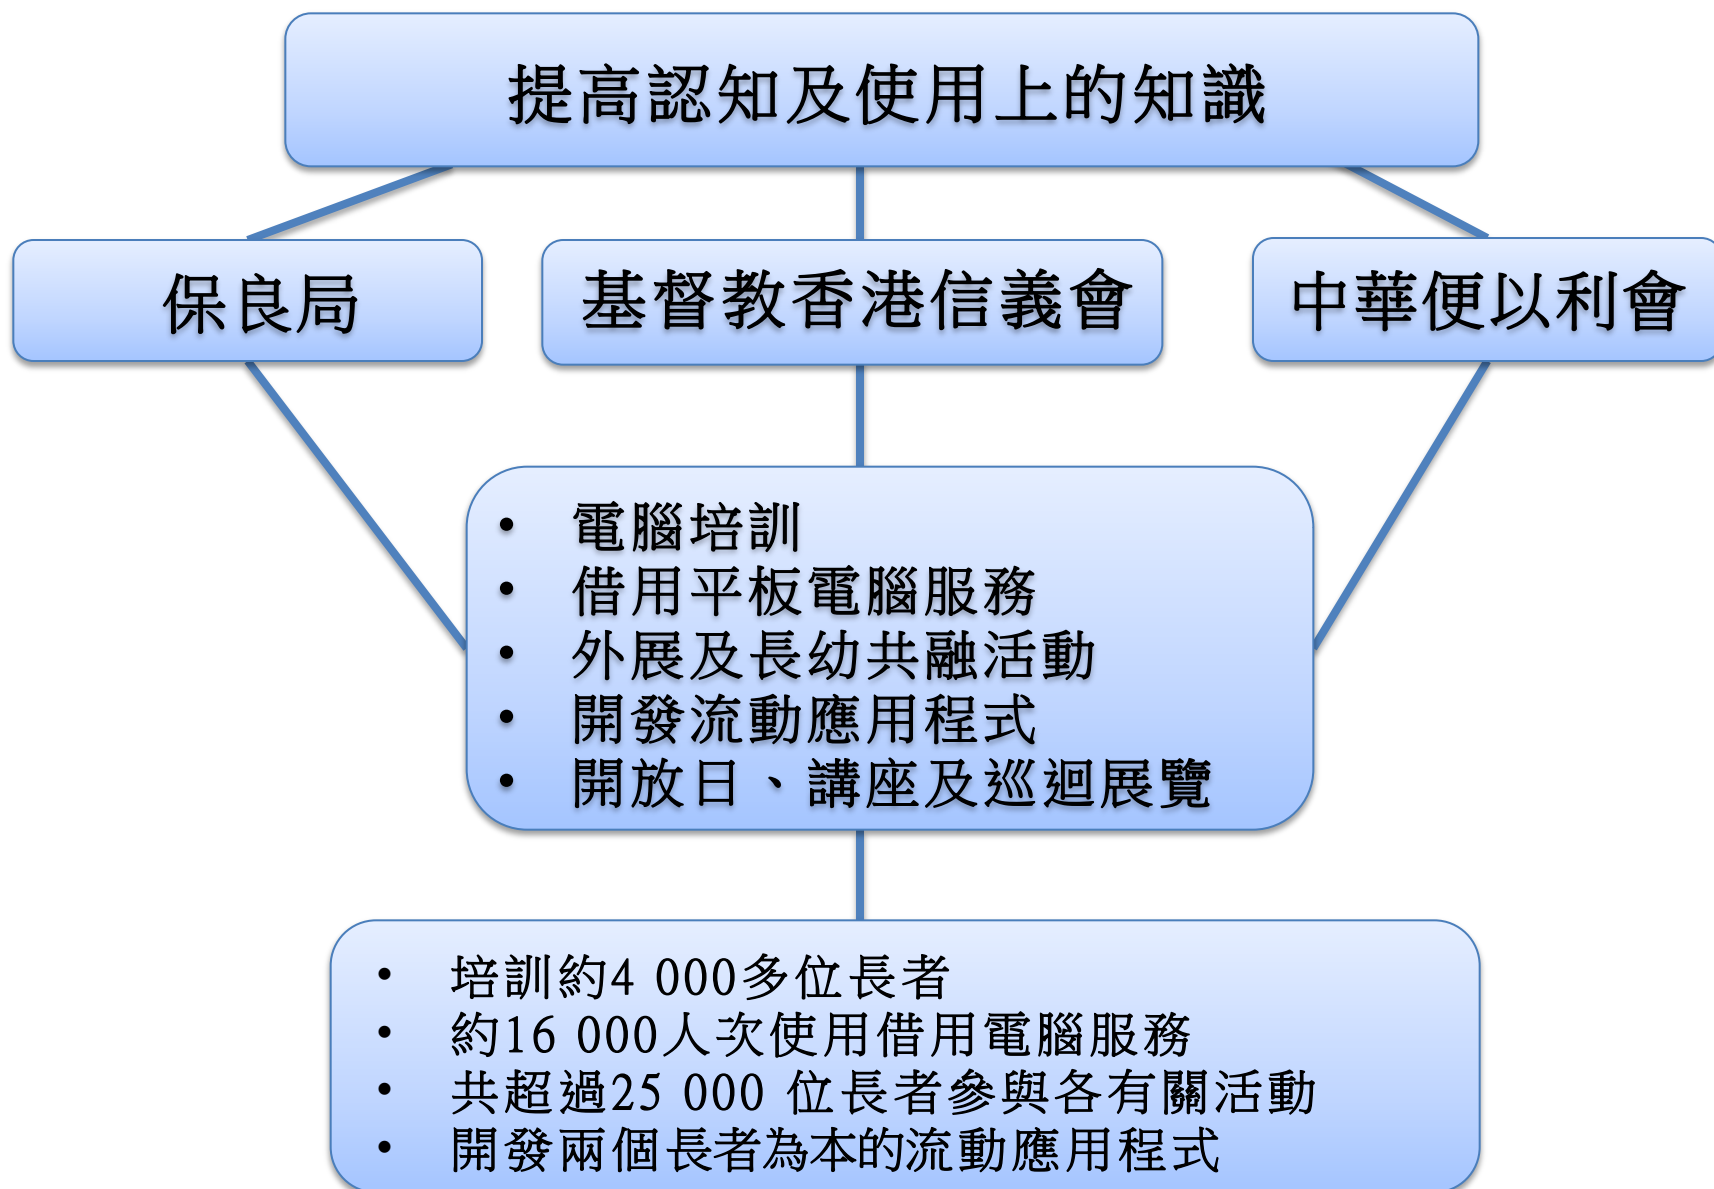 提高認知及使用上的知識
保良局
基督教香港信義會
中華便以利會
• 電腦培訓
• 借用平板電腦服務
• 外展及長幼共融活動
• 開發流動應用程式
• 開放日、講座及巡迴展覽
• 培訓約4 000多位長者
• 約16 000人次使用借用電腦服務
• 共超過25 000 位長者參與各有關活動
• 開發兩個長者為本的流動應用程式